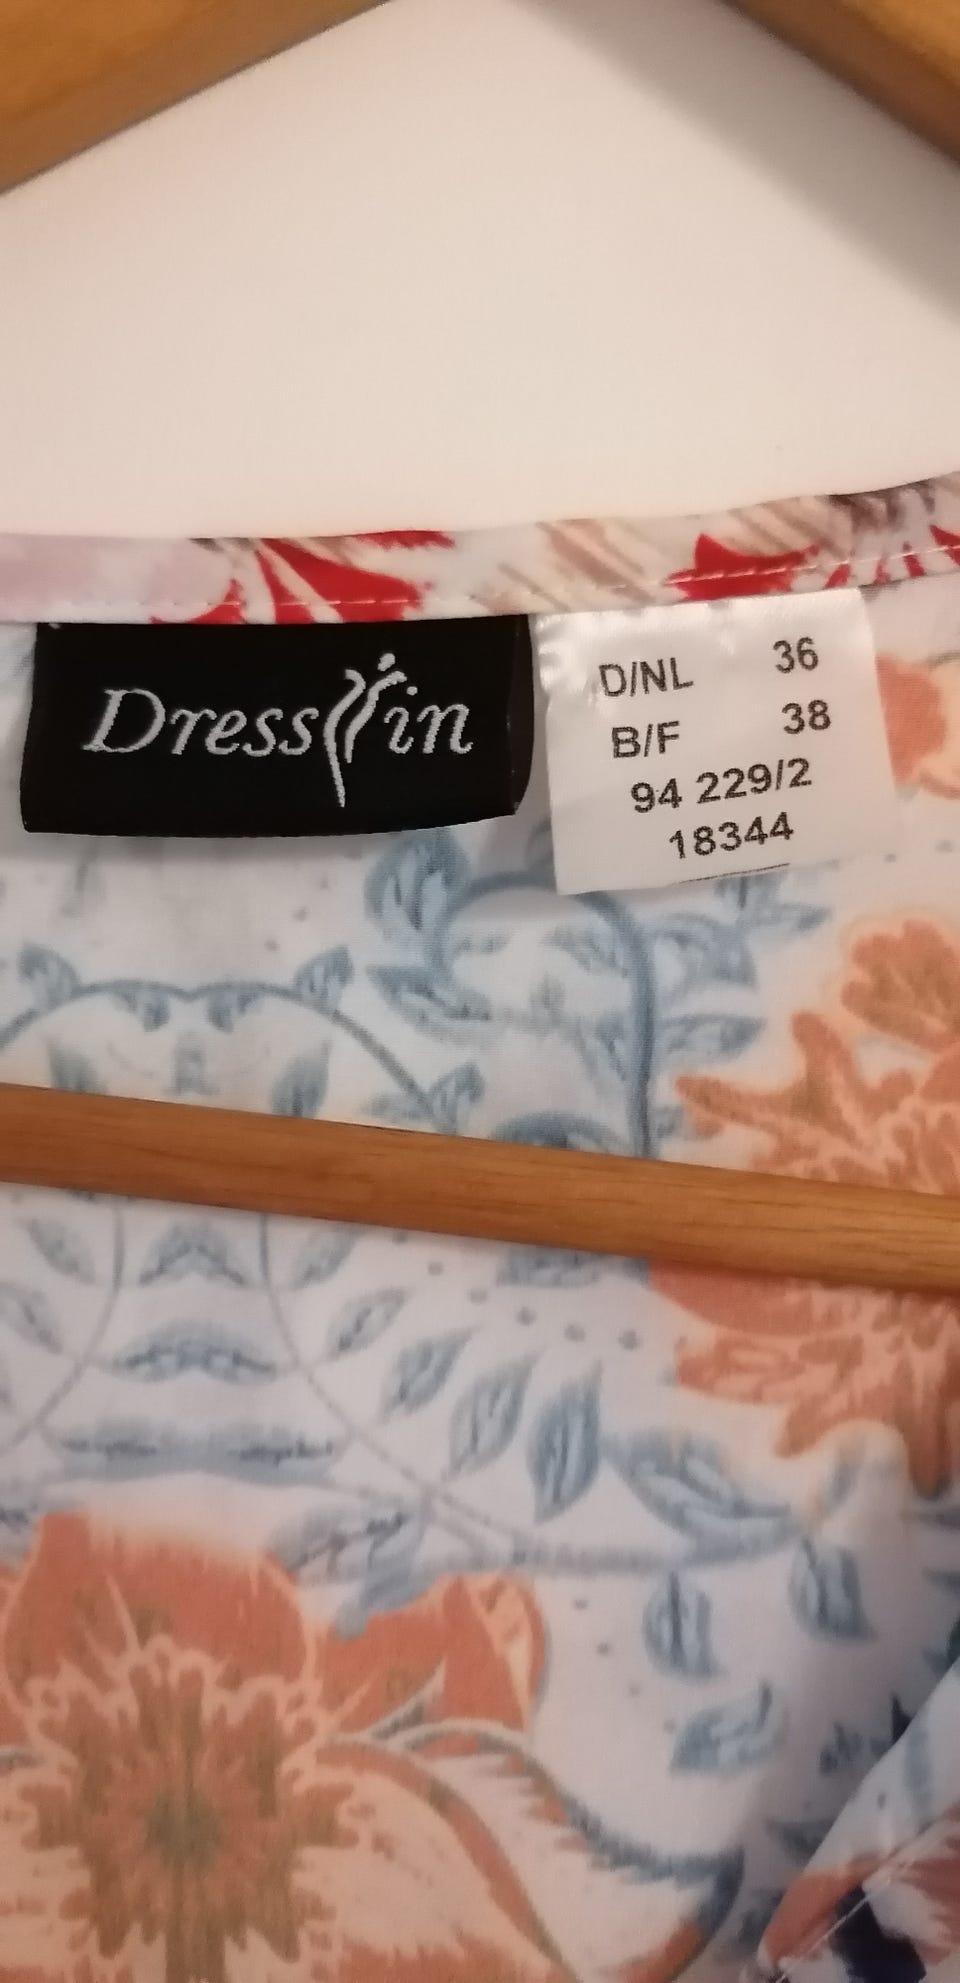 Dress in
D/NL 36
B/F 38
94 229/2
18344